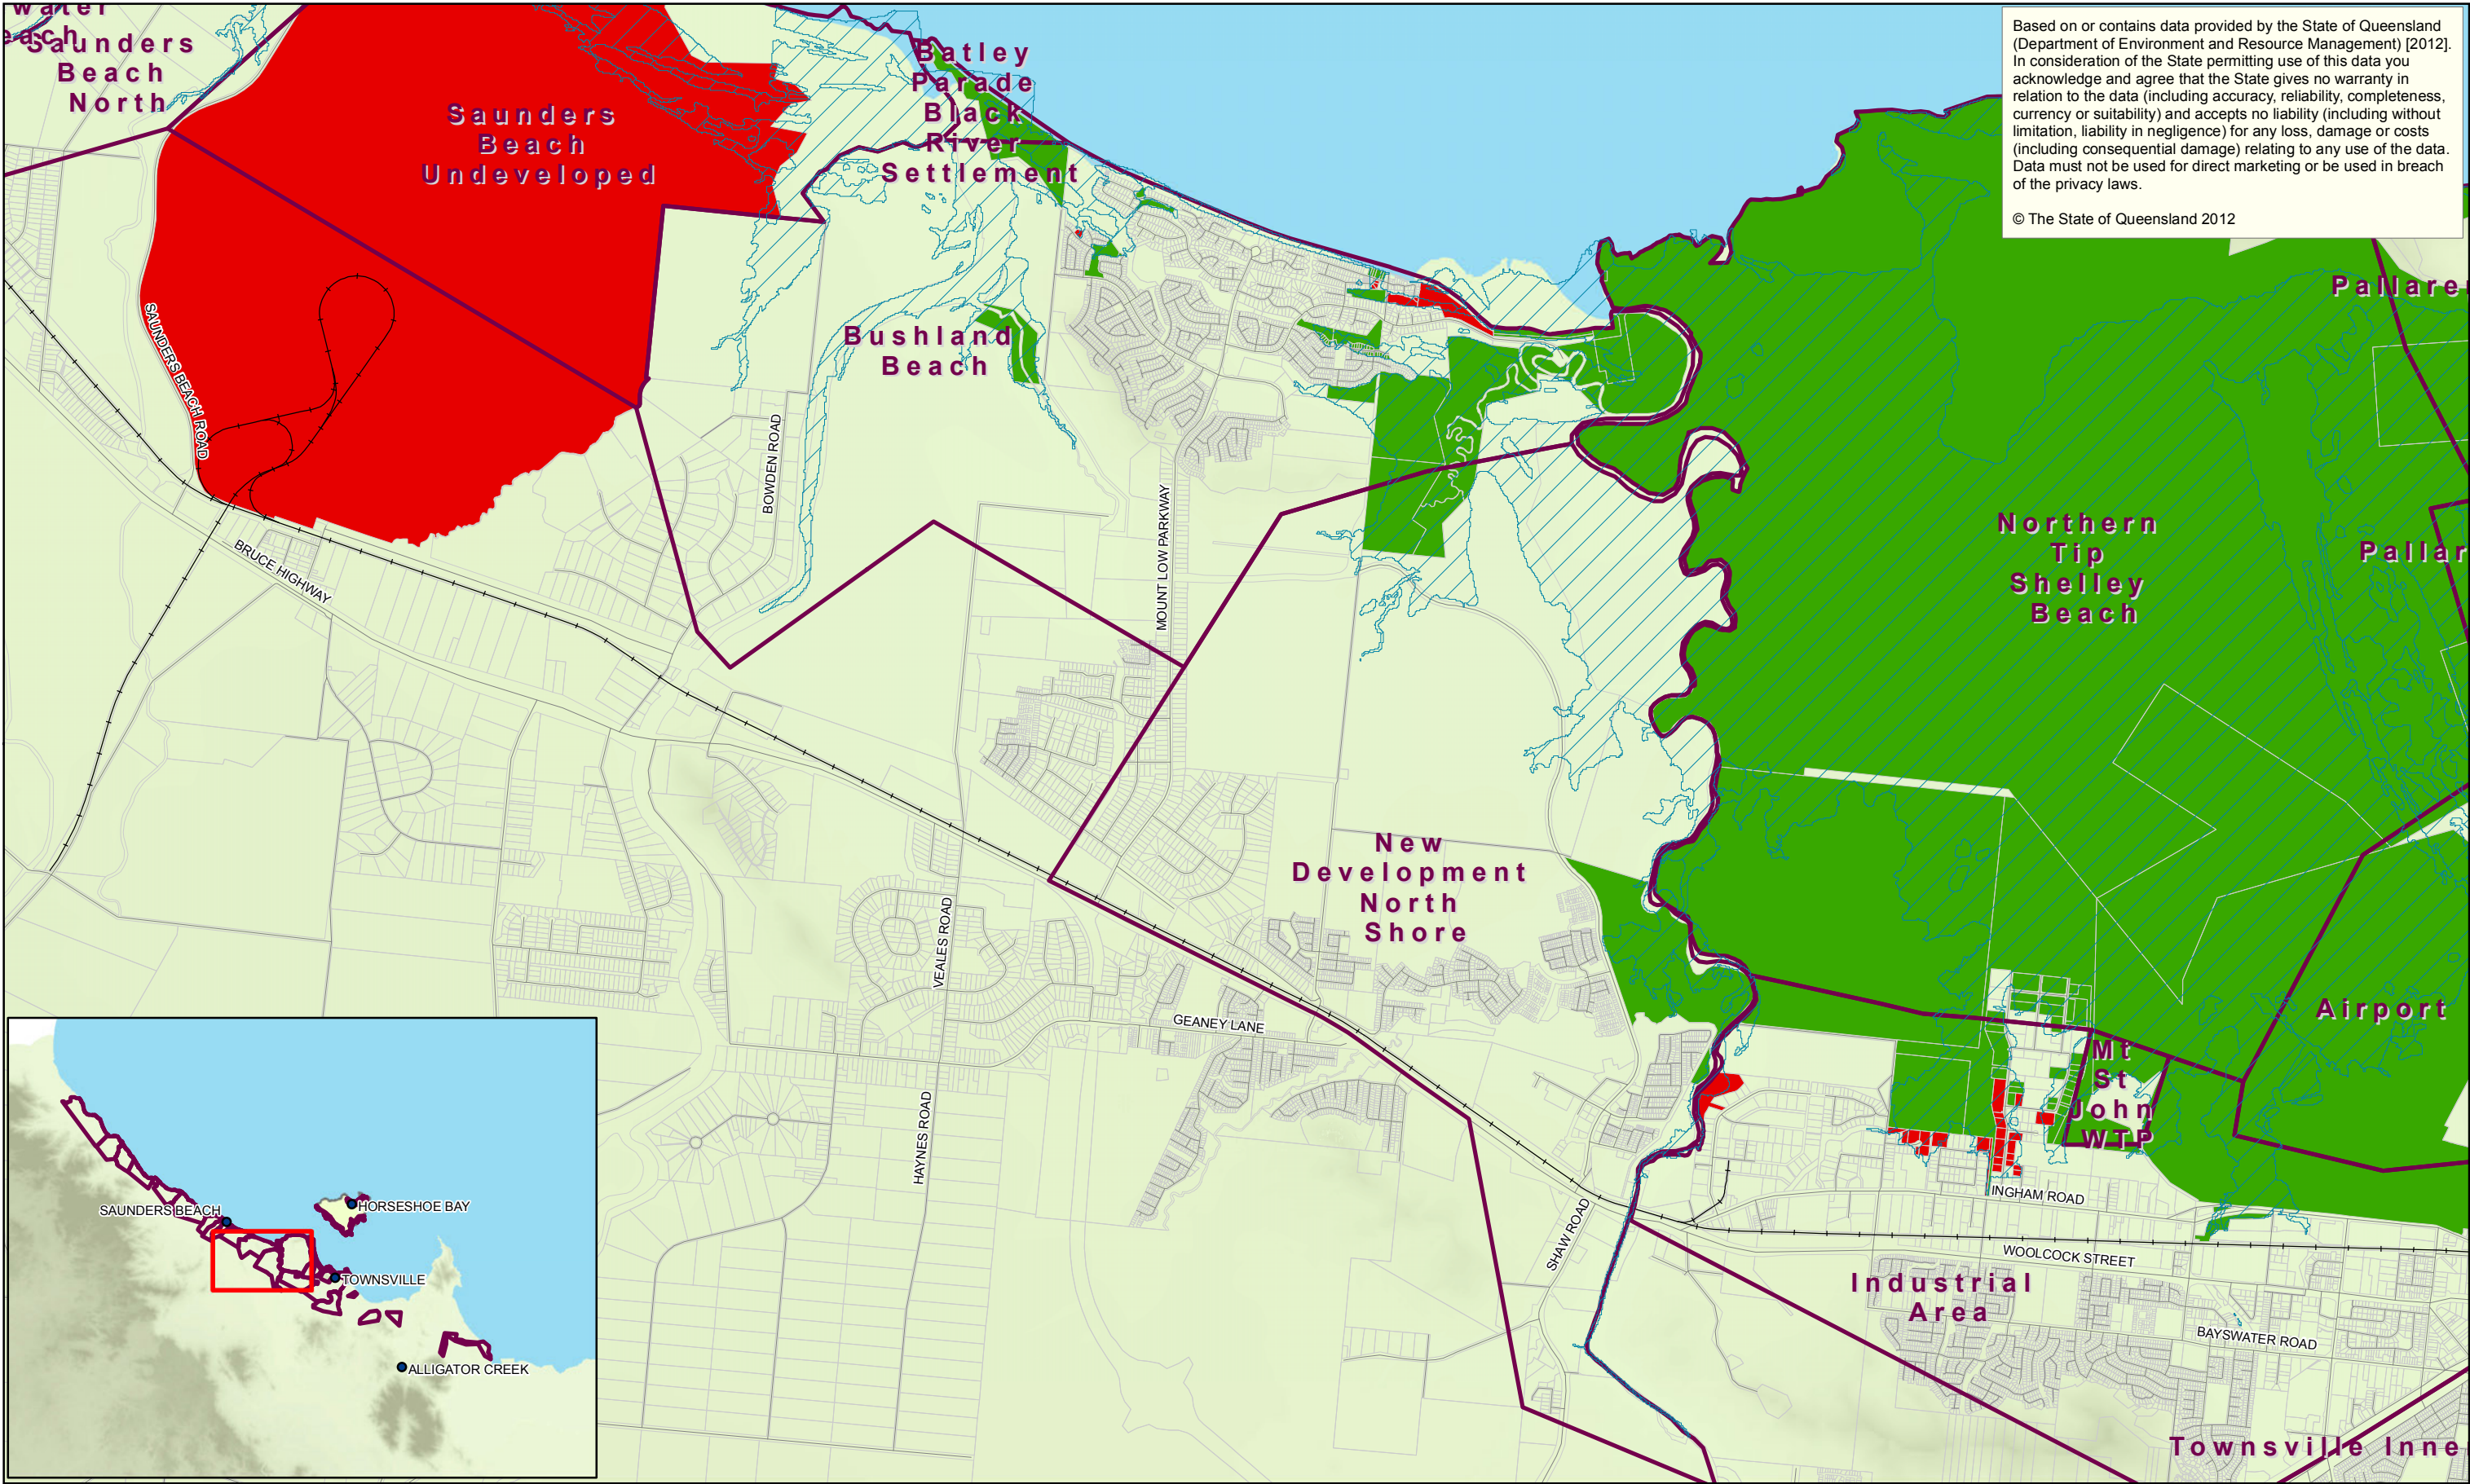 water
Beach
Saunders
Beach
North
Saunders
Beach
Undeveloped
Batley
Parade
Black
River
Settlement
Based on or contains data provided by the State of Queensland
(Department of Environment and Resource Management) [2012].
In consideration of the State permitting use of this data you
acknowledge and agree that the State gives no warranty in
relation to the data (including accuracy, reliability, completeness,
currency or suitability) and accepts no liability (including without
limitation, liability in negligence) for any loss, damage or costs
(including consequential damage) relating to any use of the data.
Data must not be used for direct marketing or be used in breach
of the privacy laws.
© The State of Queensland 2012
Bushland
Beach
SAUNDERS BEACH ROAD
BOWDEN ROAD
MOUNT LOW PARKWAY
BRUCE HIGHWAY
Northern
Tip
Shelley
Beach
Pallare
Pallar
New
Development
North
Shore
VEALES ROAD
GEANEY LANE
HAYNES ROAD
Airport
Mt
St
John
WTP
INGHAM ROAD
WOOLCOCK STREET
SHAW ROAD
Industrial
Area
BAYSWATER ROAD
Townsville Inne
SAUNDERS BEACH
HORSESHOE BAY
TOWNSVILLE
ALLIGATOR CREEK